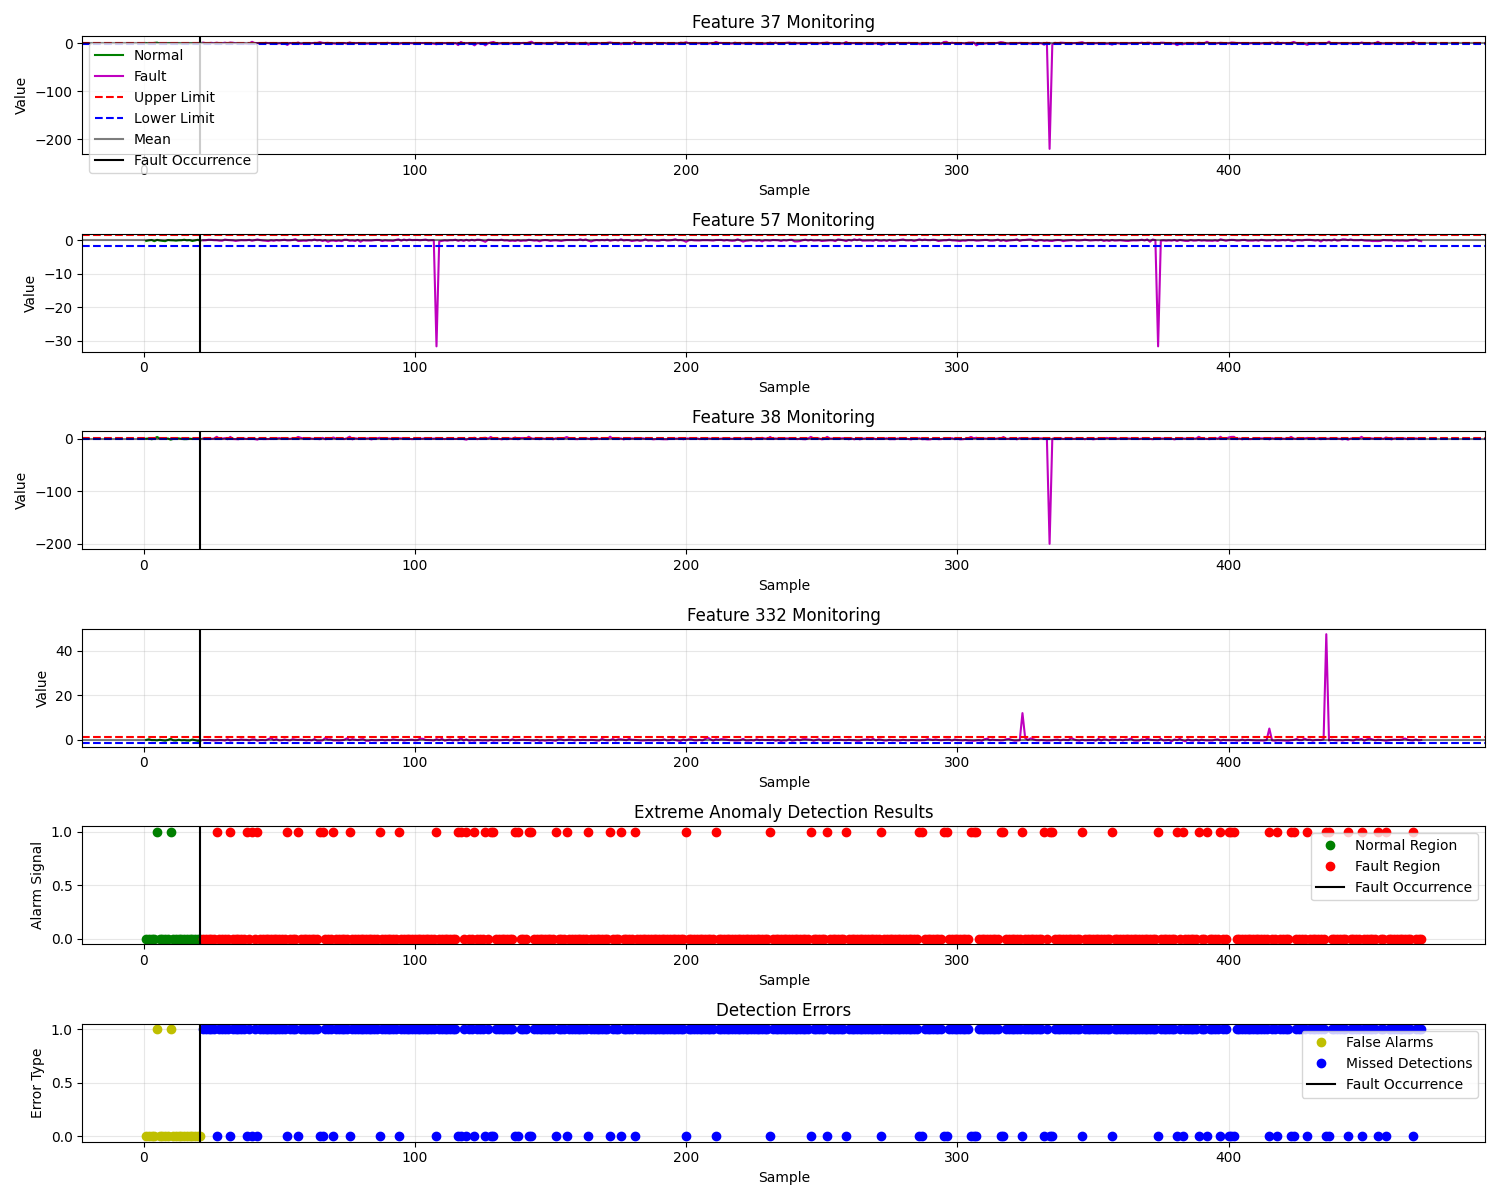 Feature 37 Monitoring
0
−100
−200
Value
Normal
Fault
Upper Limit
Lower Limit
Mean
Fault Occurrence
0 100 200 300 400
Sample
Feature 57 Monitoring
0
−10
−20
−30
Value
0 100 200 300 400
Sample
Feature 38 Monitoring
0
−100
−200
Value
0 100 200 300 400
Sample
Feature 332 Monitoring
40
20
0
Value
0 100 200 300 400
Sample
Extreme Anomaly Detection Results
1.0
0.5
0.0
Alarm Signal
Normal Region
Fault Region
Fault Occurrence
0 100 200 300 400
Sample
Detection Errors
1.0
0.5
0.0
Error Type
False Alarms
Missed Detections
Fault Occurrence
0 100 200 300 400
Sample